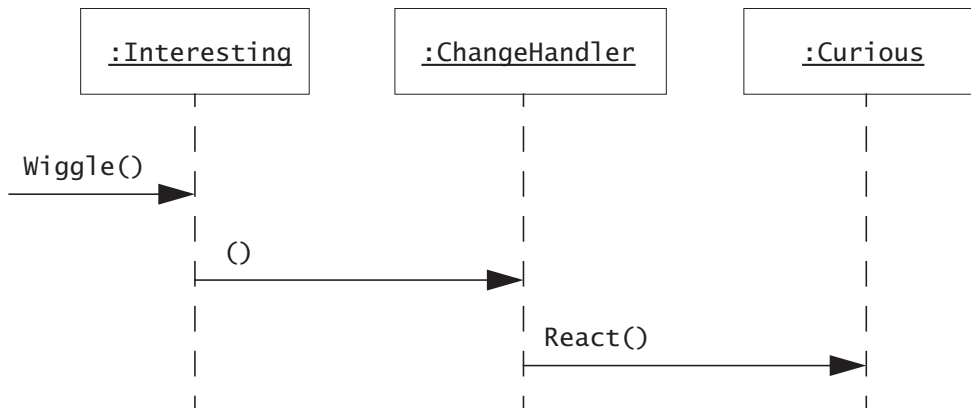 :Interesting
:ChangeHandler
:Curious
Wiggle()
()
React()